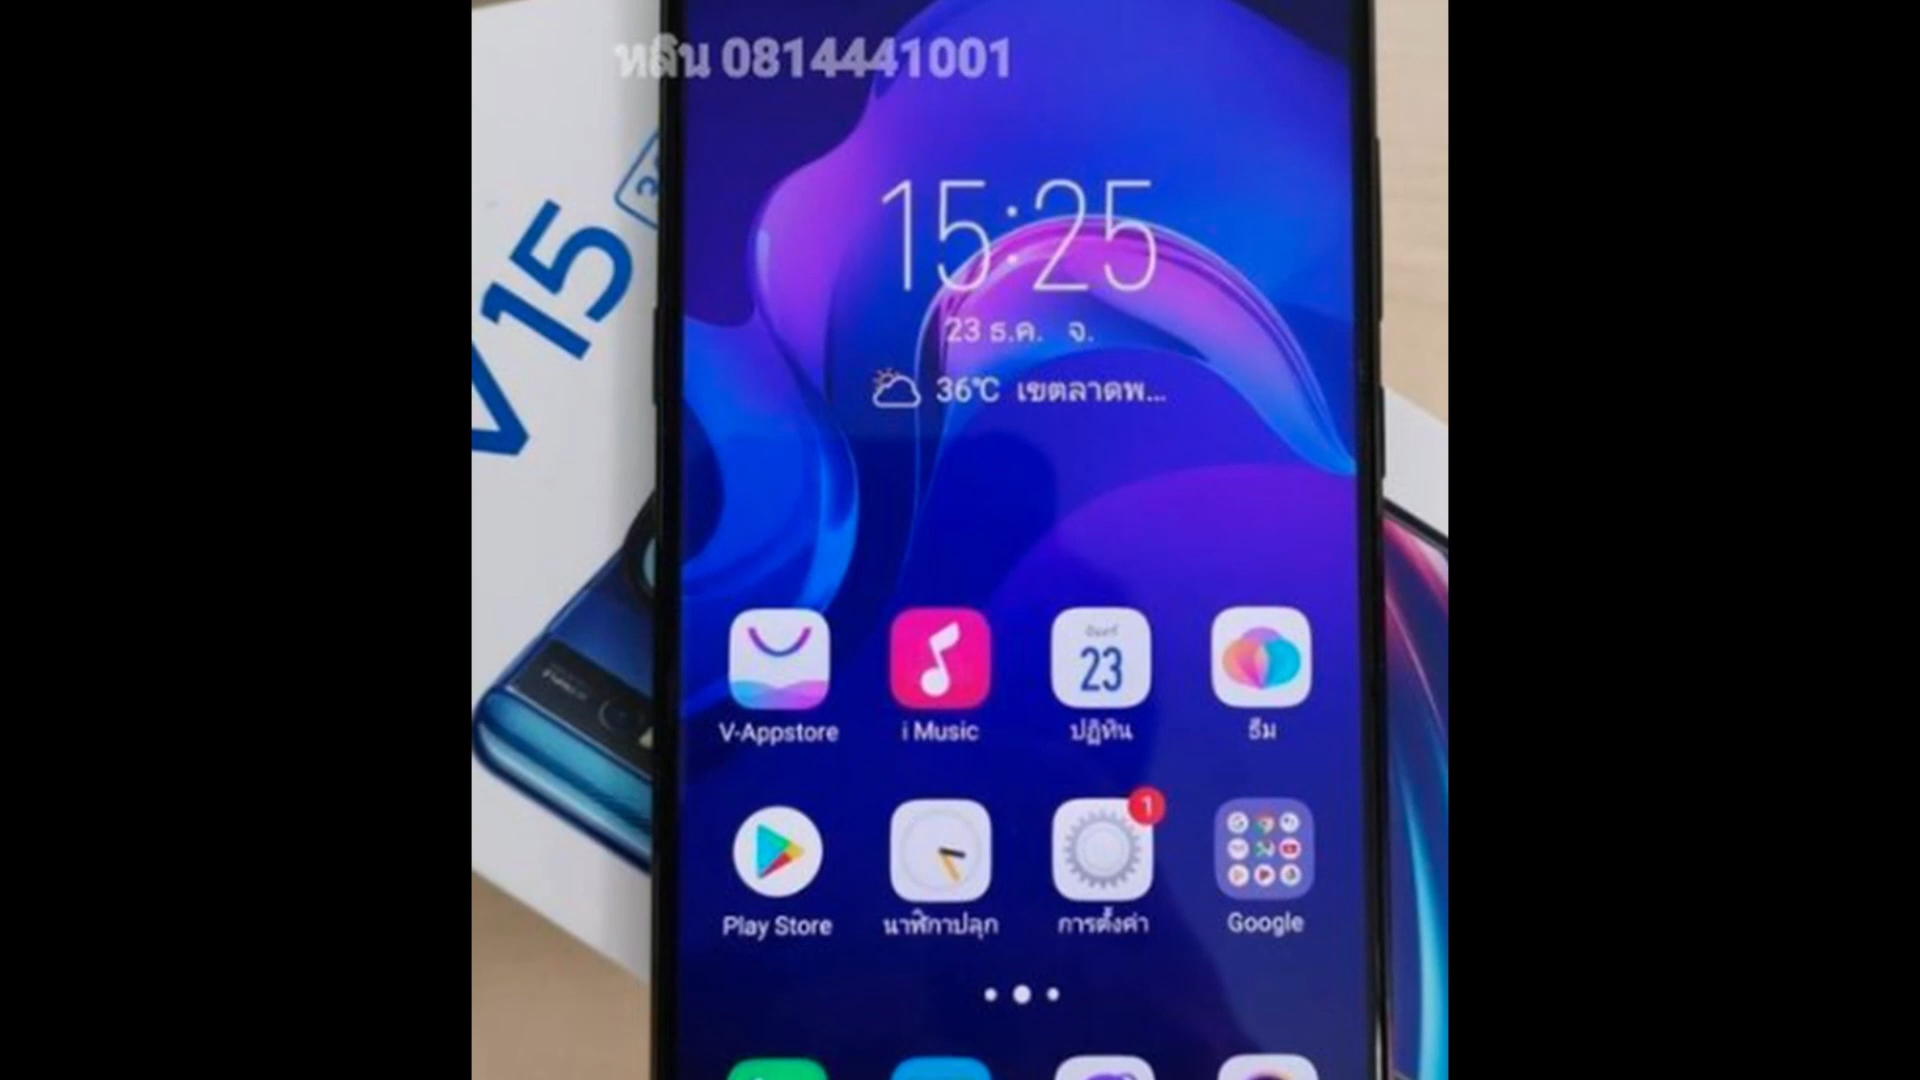 หลิน 0814441001
V15
15:25
23 ธ.ค. จ.
36°C เขตลาดพ...
23
V-Appstore
i Music
ปฏิทิน
ธีม
1
Play Store
นาฬิกาปลุก
การตั้งค่า
Google